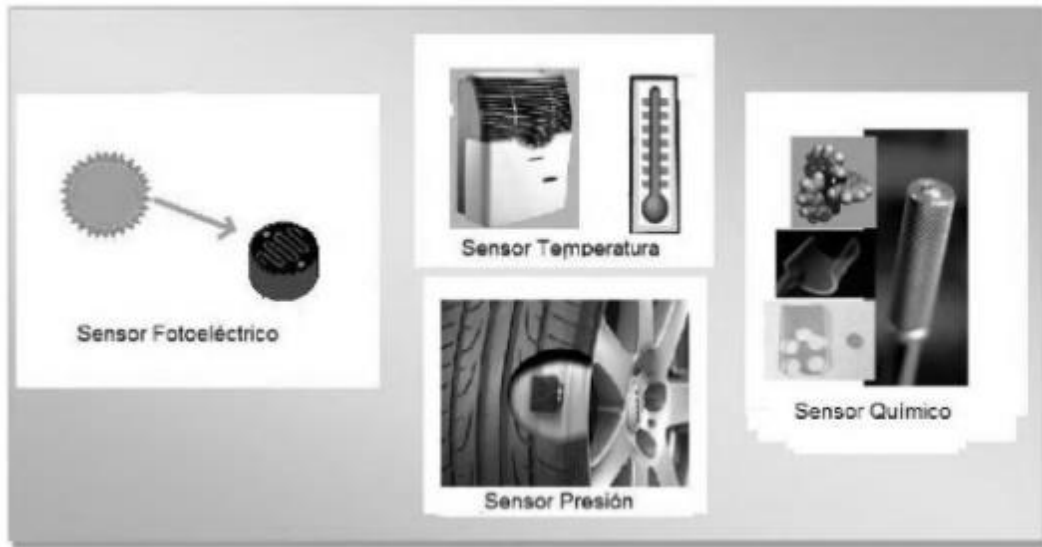 Sensor Fotoeléctrico
Sensor Temperatura
Sensor Presión
Sensor Químico